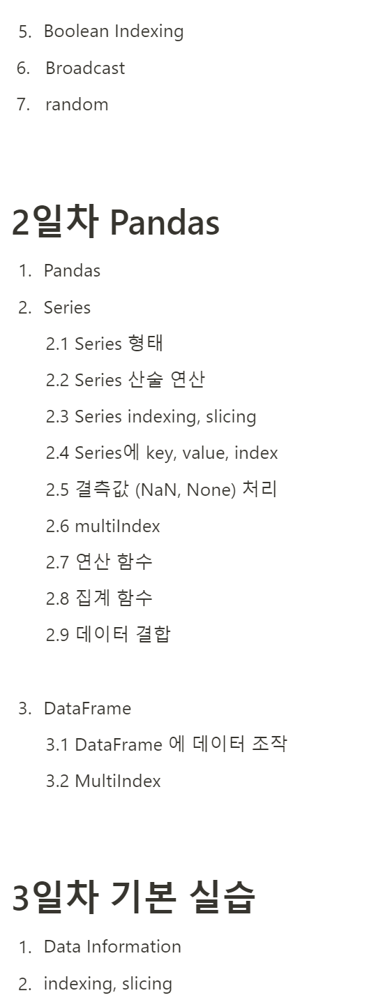 5. Boolean Indexing
6. Broadcast
7. random
2일차 Pandas
1. Pandas
2. Series
2.1 Series 형태
2.2 Series 산술 연산
2.3 Series indexing, slicing
2.4 Series에 key, value, index
2.5 결측값 (NaN, None) 처리
2.6 multiIndex
2.7 연산 함수
2.8 집계 함수
2.9 데이터 결합
3. DataFrame
3.1 DataFrame 에 데이터 조작
3.2 MultiIndex
3일차 기본 실습
1. Data Information
2. indexing, slicing